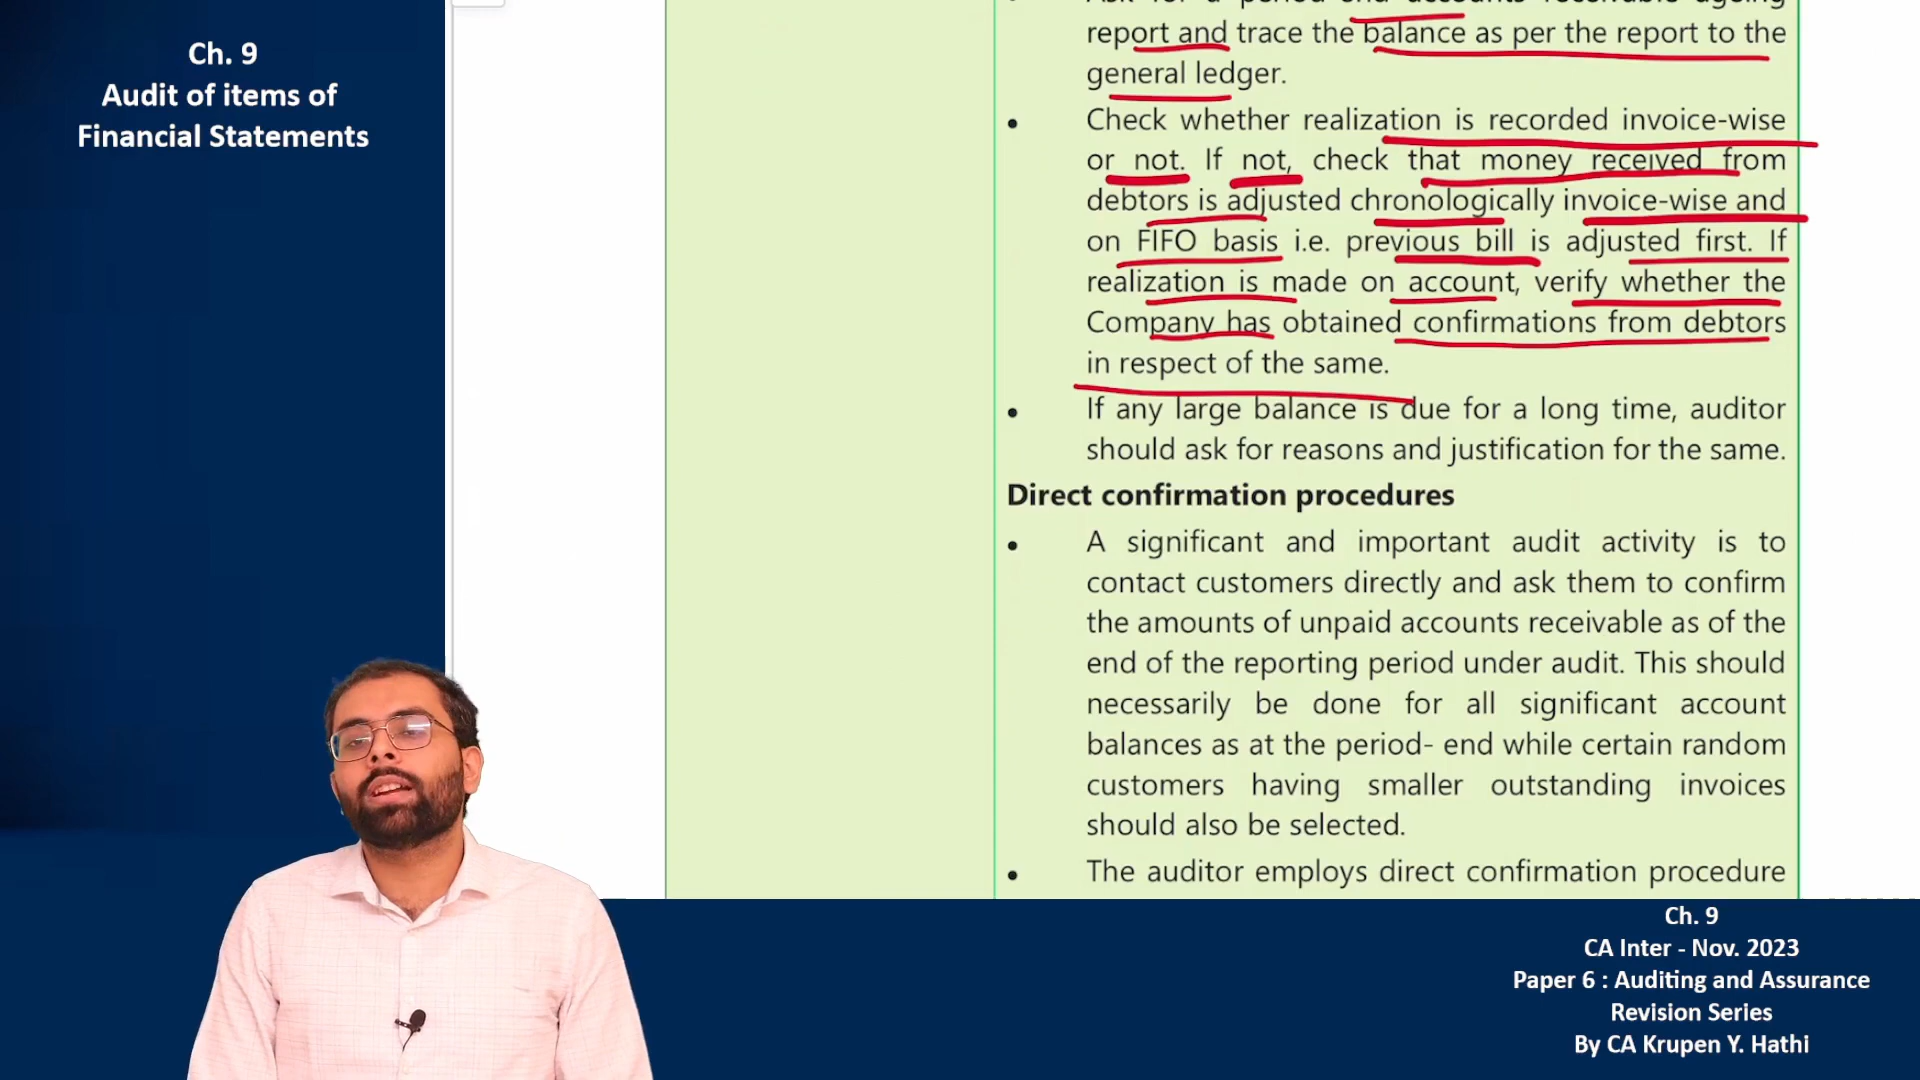 Ch. 9
Audit of items of
Financial Statements
Ask for a period end accounts receivable ageing
report and trace the balance as per the report to the
general ledger.
• Check whether realization is recorded invoice-wise
or not. If not, check that money received from
debtors is adjusted chronologically invoice-wise and
on FIFO basis i.e. previous bill is adjusted first. If
realization is made on account, verify whether the
Company has obtained confirmations from debtors
in respect of the same.
• If any large balance is due for a long time, auditor
should ask for reasons and justification for the same.
Direct confirmation procedures
• A significant and important audit activity is to
contact customers directly and ask them to confirm
the amounts of unpaid accounts receivable as of the
end of the reporting period under audit. This should
necessarily be done for all significant account
balances as at the period- end while certain random
customers having smaller outstanding invoices
should also be selected.
• The auditor employs direct confirmation procedure
Ch. 9
CA Inter - Nov. 2023
Paper 6 : Auditing and Assurance
Revision Series
By CA Krupen Y. Hathi